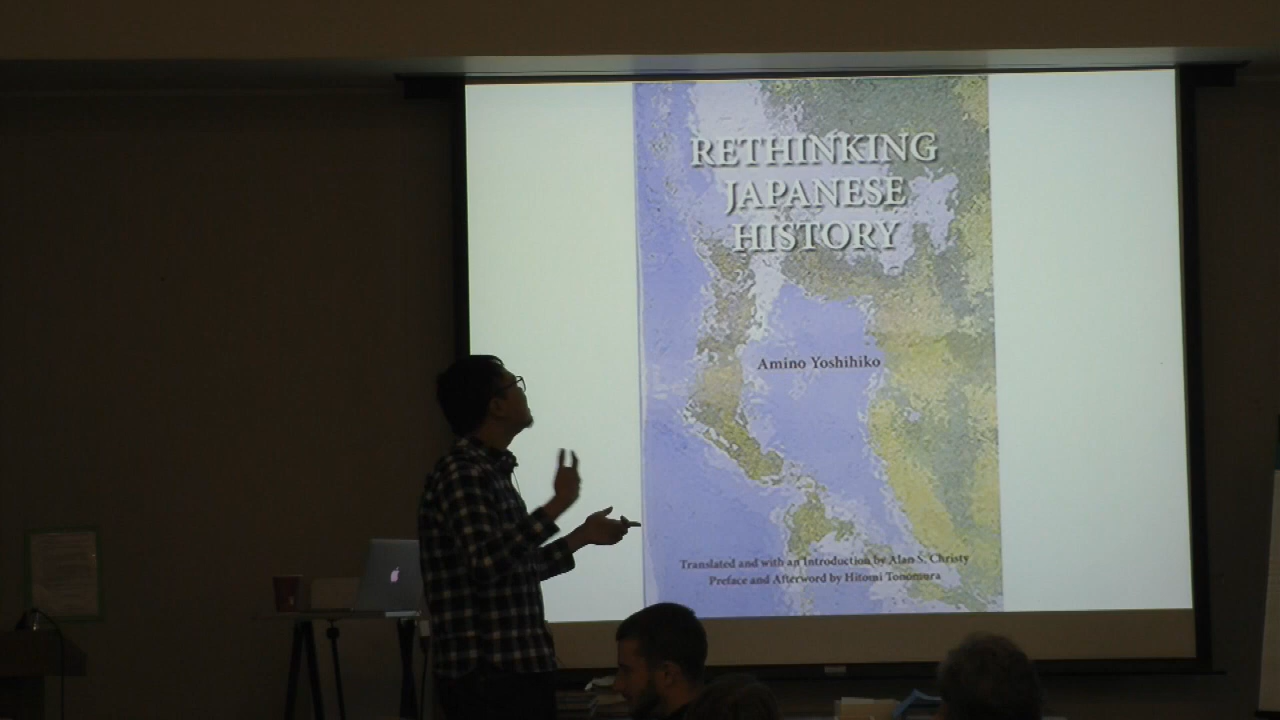 RETHINKING
JAPANESE
HISTORY
Amino Yoshihiko
Translated and with an Introduction by Alan S. Christy
Preface and Afterword by Hitomi Tonomura